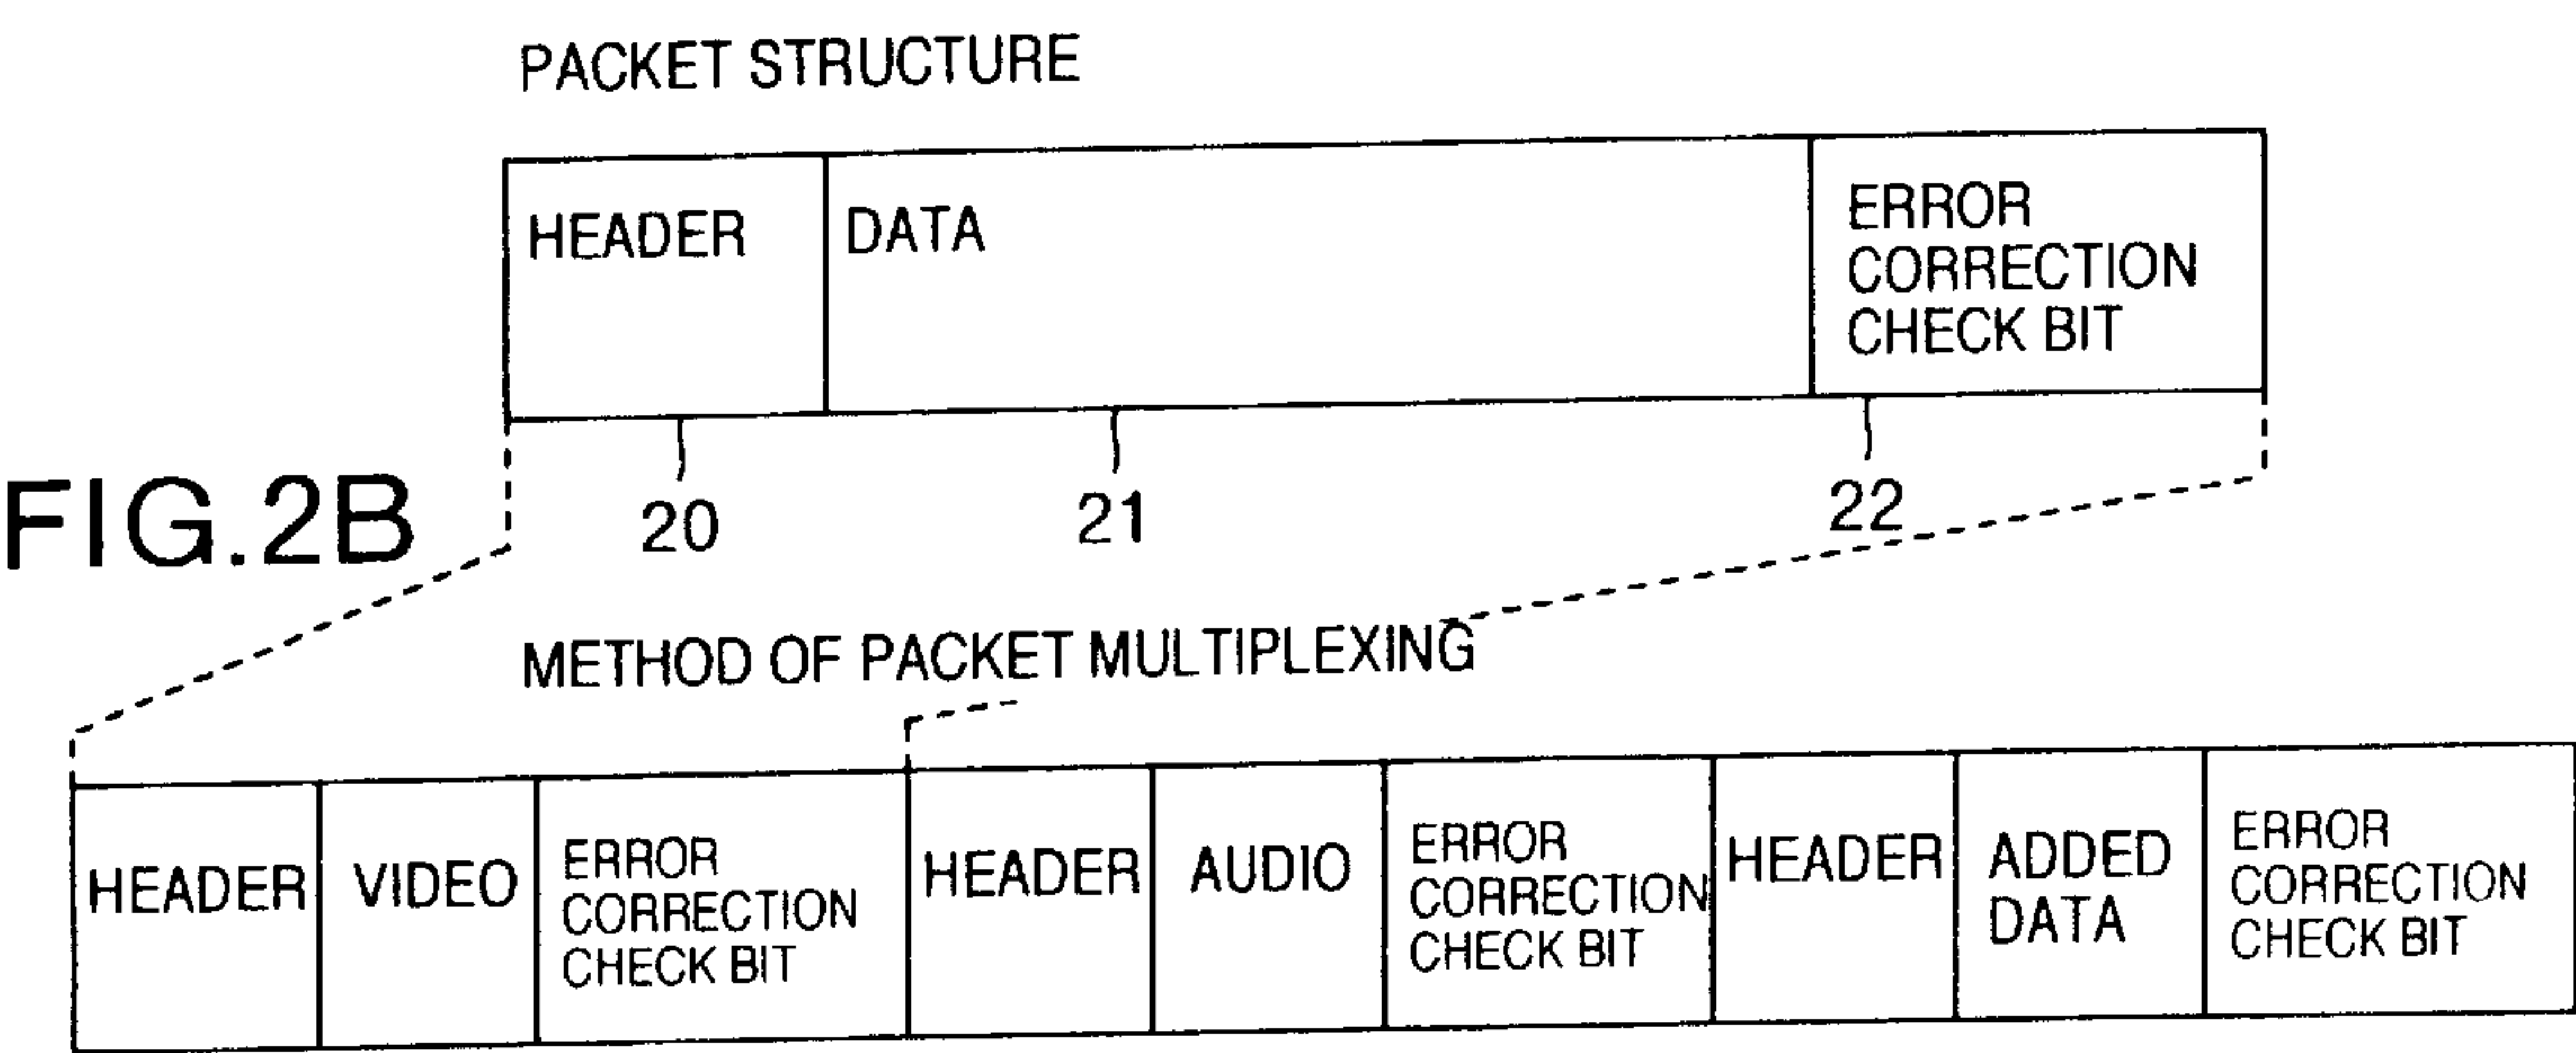 PACKET STRUCTURE
HEADER
DATA
ERROR
CORRECTION
CHECK BIT
20
21
22
FIG.2B
METHOD OF PACKET MULTIPLEXING
HEADER
VIDEO
ERROR
CORRECTION
CHECK BIT
HEADER
AUDIO
ERROR
CORRECTION
CHECK BIT
HEADER
ADDED
DATA
ERROR
CORRECTION
CHECK BIT